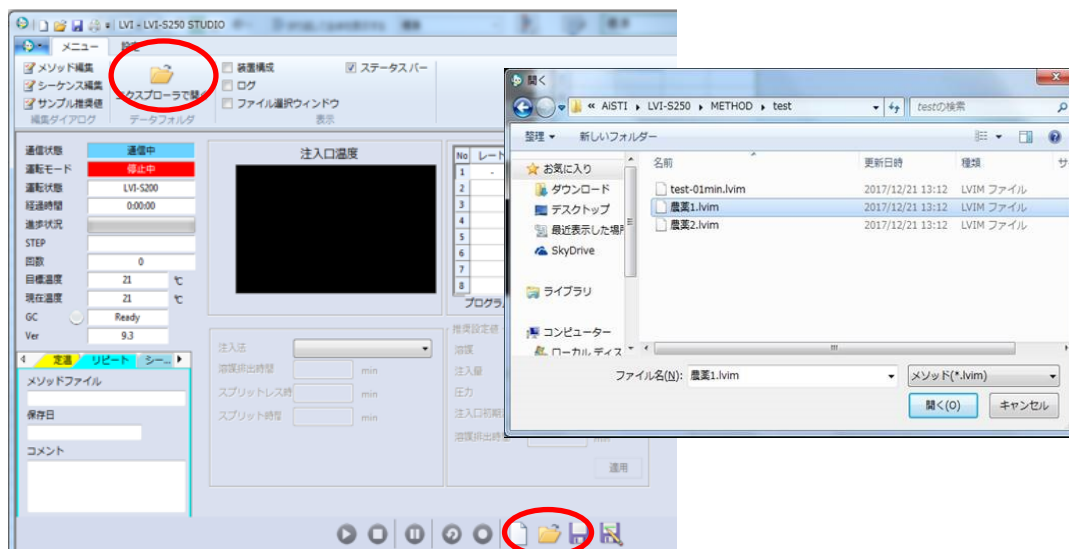 LVI - LVI-S250 STUDIO
メニュー
設定
メソッド編集
シーケンス編集
サンプル推奨値
編集ダイアログ
エクスプローラで開く
データフォルダ
装置構成
ログ
ファイル選択ウィンドウ
ステータスバー
表示
通信状態 通信中
運転モード 停止中
運転状態 LVI-S200
経過時間 0:00:00
進歩状況
STEP
回数 0
目標温度 21 ℃
現在温度 21 ℃
GC Ready
Ver 9.3
定温 リピート シー...
メソッドファイル
保存日
コメント
注入口温度
No レート
1 -
2
3
4
5
6
7
8
プログラ
注入法
溶媒排出時間 min
スプリットレス時 min
スプリット時間 min
推奨設定値
溶媒
注入量
圧力
注入口初期
溶媒排出時間 min
適用
開く
« AiSTI ▸ LVI-S250 ▸ METHOD ▸ test
testの検索
整理 新しいフォルダー
お気に入り
ダウンロード
デスクトップ
最近表示した場所
SkyDrive
ライブラリ
コンピューター
ローカル ディス
名前 更新日時 種類 サ
test-01min.lvim 2017/12/21 13:12 LVIM ファイル
農薬1.lvim 2017/12/21 13:12 LVIM ファイル
農薬2.lvim 2017/12/21 13:12 LVIM ファイル
ファイル名(N): 農薬1.lvim メソッド(*.lvim)
開く(O) キャンセル